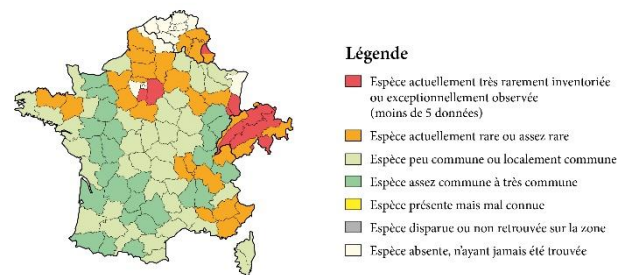 Légende
Espèce actuellement très rarement inventoriée
ou exceptionnellement observée
(moins de 5 données)
Espèce actuellement rare ou assez rare
Espèce peu commune ou localement commune
Espèce assez commune à très commune
Espèce présente mais mal connue
Espèce disparue ou non retrouvée sur la zone
Espèce absente, n'ayant jamais été trouvée